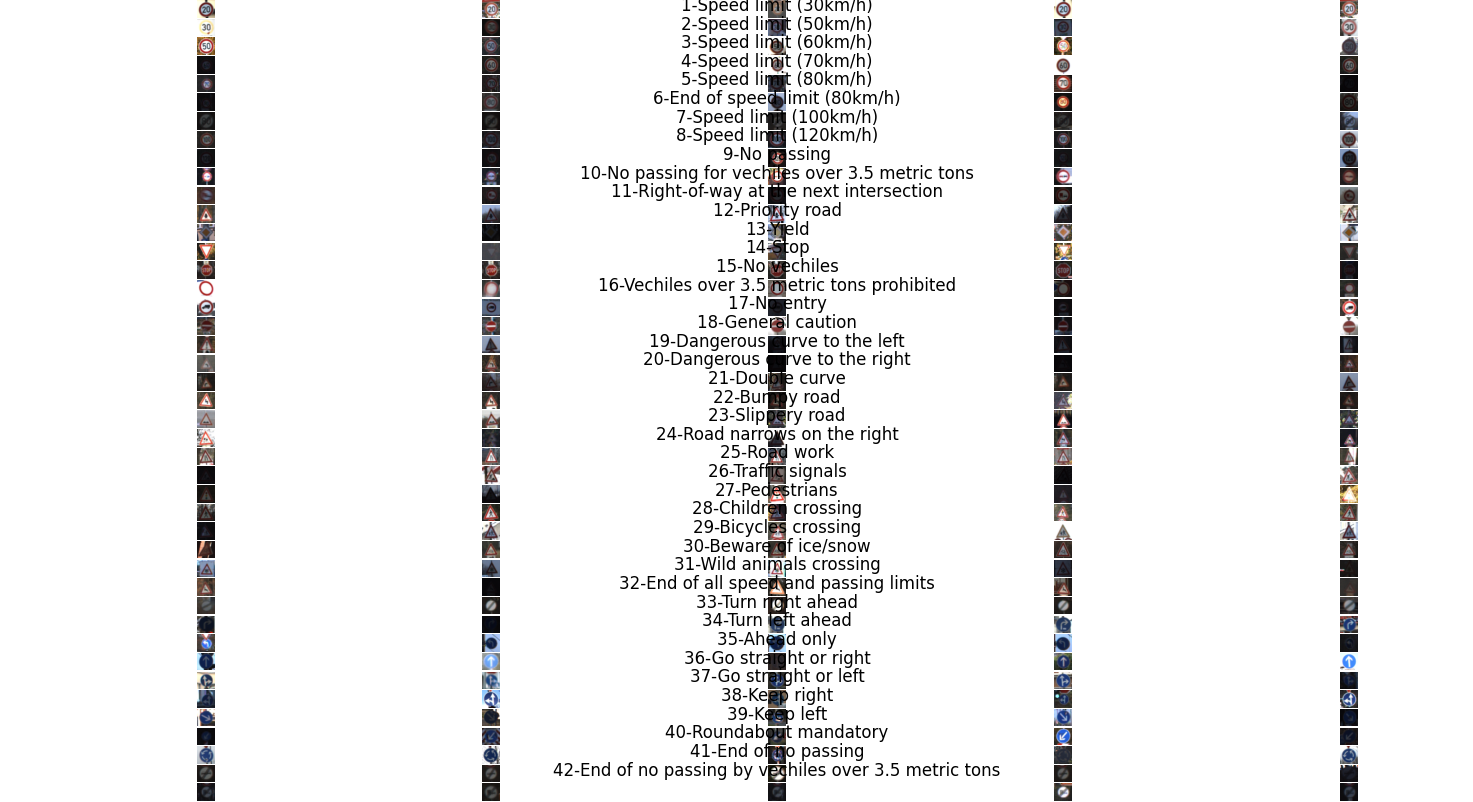 1-Speed limit (30km/h)
2-Speed limit (50km/h)
3-Speed limit (60km/h)
4-Speed limit (70km/h)
5-Speed limit (80km/h)
6-End of speed limit (80km/h)
7-Speed limit (100km/h)
8-Speed limit (120km/h)
9-No passing
10-No passing for vechiles over 3.5 metric tons
11-Right-of-way at the next intersection
12-Priority road
13-Yield
14-Stop
15-No vechiles
16-Vechiles over 3.5 metric tons prohibited
17-No entry
18-General caution
19-Dangerous curve to the left
20-Dangerous curve to the right
21-Double curve
22-Bumpy road
23-Slippery road
24-Road narrows on the right
25-Road work
26-Traffic signals
27-Pedestrians
28-Children crossing
29-Bicycles crossing
30-Beware of ice/snow
31-Wild animals crossing
32-End of all speed and passing limits
33-Turn right ahead
34-Turn left ahead
35-Ahead only
36-Go straight or right
37-Go straight or left
38-Keep right
39-Keep left
40-Roundabout mandatory
41-End of no passing
42-End of no passing by vechiles over 3.5 metric tons